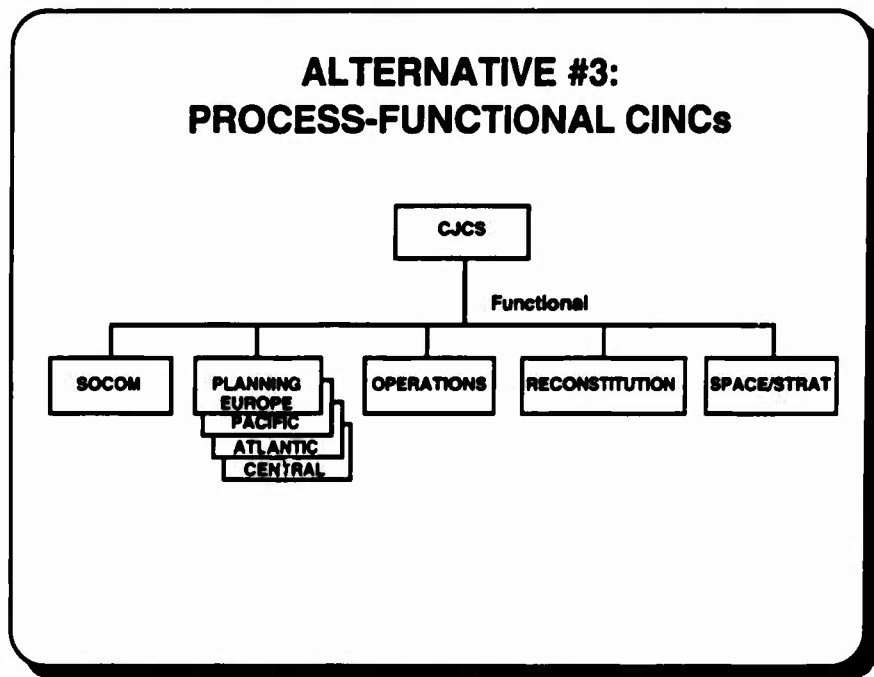 ALTERNATIVE #3:
PROCESS-FUNCTIONAL CINCs
CJCS
Functional
SOCOM
PLANNING
EUROPE
PACIFIC
ATLANTIC
CENTRAL
OPERATIONS
RECONSTITUTION
SPACE/STRAT